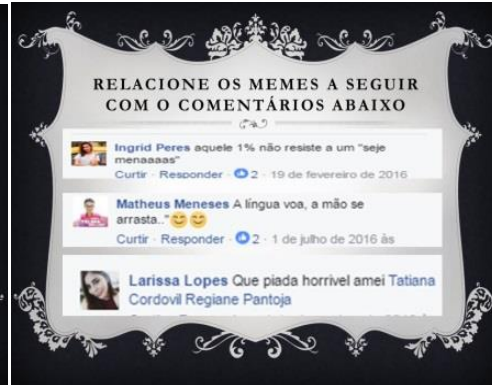 RELACIONE OS MEMES A SEGUIR
COM O COMENTÁRIOS ABAIXO
Ingrid Peres aquele 1% não resiste a um "seje
menaaaas"
Curtir · Responder · 2 · 19 de fevereiro de 2016
Matheus Meneses A língua voa, a mão se
arrasta.."😊😊
Curtir · Responder · 2 · 1 de julho de 2016 às
Larissa Lopes Que piada horrivel amei Tatiana
Cordovil Regiane Pantoja